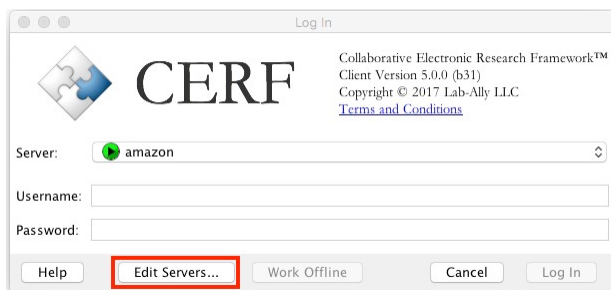 Log In
CERF
Collaborative Electronic Research Framework™
Client Version 5.0.0 (b31)
Copyright © 2017 Lab-Ally LLC
Terms and Conditions
Server: amazon
Username:
Password:
Help Edit Servers... Work Offline Cancel Log In